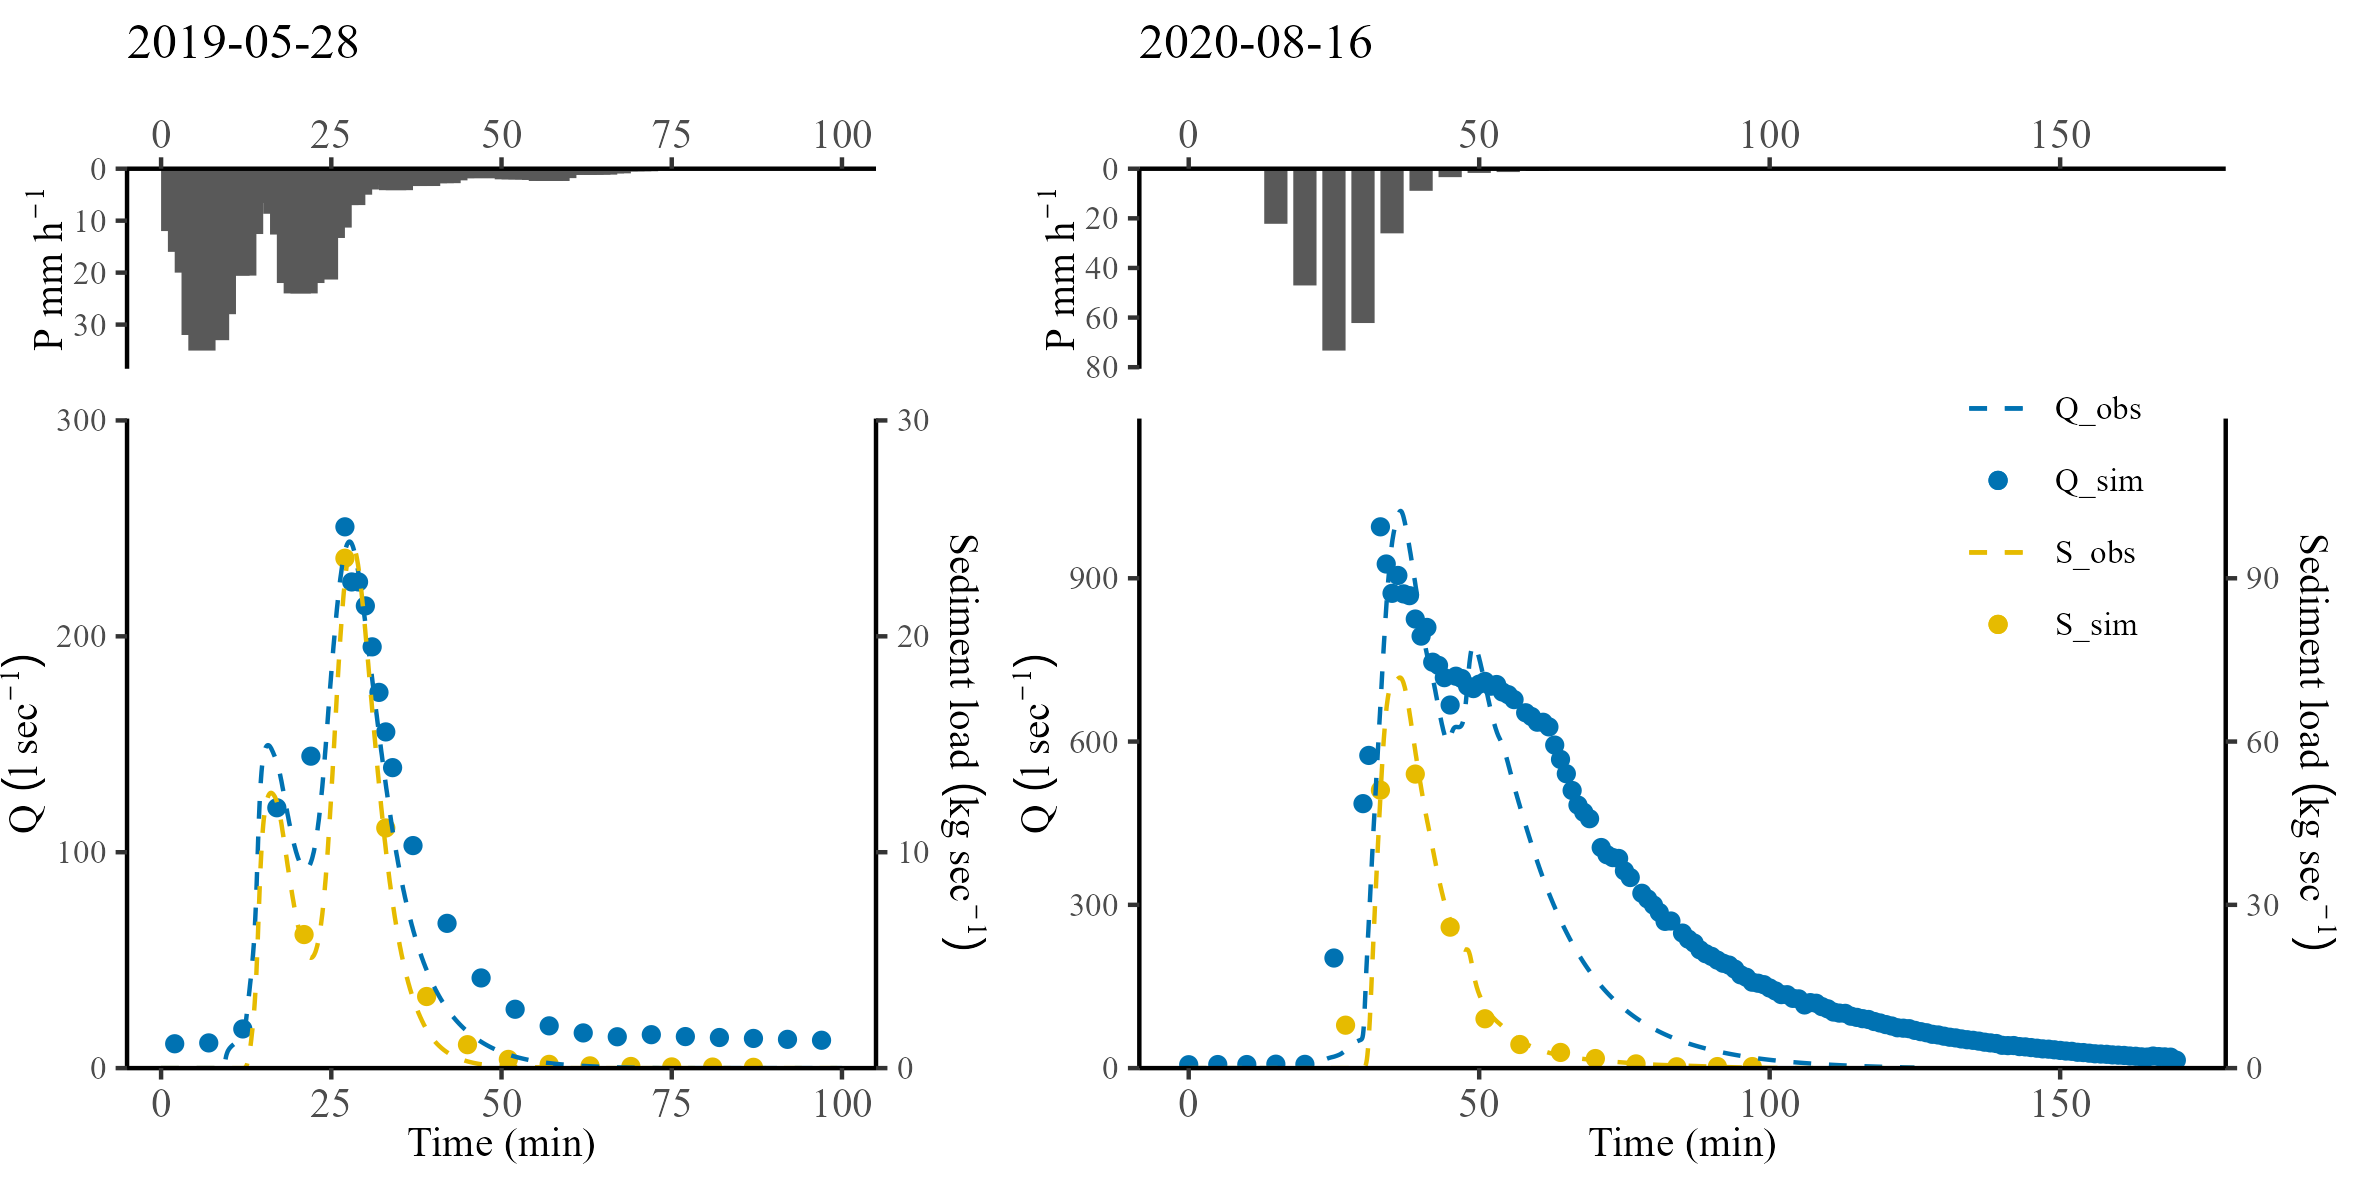 2019-05-28
0 25 50 75 100
P mm h⁻¹
0
10
20
30
Q (l sec⁻¹)
300
200
100
0
30
20
10
0
Sediment load (kg sec⁻¹)
0 25 50 75 100
Time (min)
2020-08-16
0 50 100 150
P mm h⁻¹
0
20
40
60
80
Q (l sec⁻¹)
900
600
300
0
Q_obs
Q_sim
S_obs
S_sim
90
60
30
0
Sediment load (kg sec⁻¹)
0 50 100 150
Time (min)